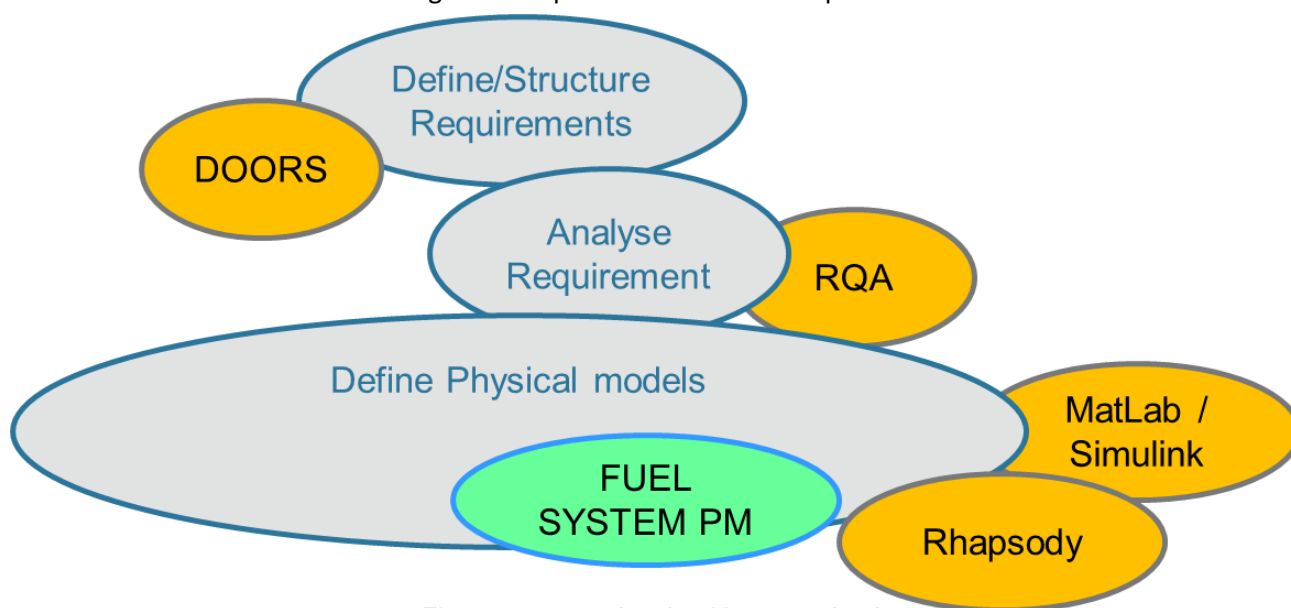 Define/Structure
Requirements
DOORS
Analyse
Requirement
RQA
Define Physical models
MatLab /
Simulink
FUEL
SYSTEM PM
Rhapsody